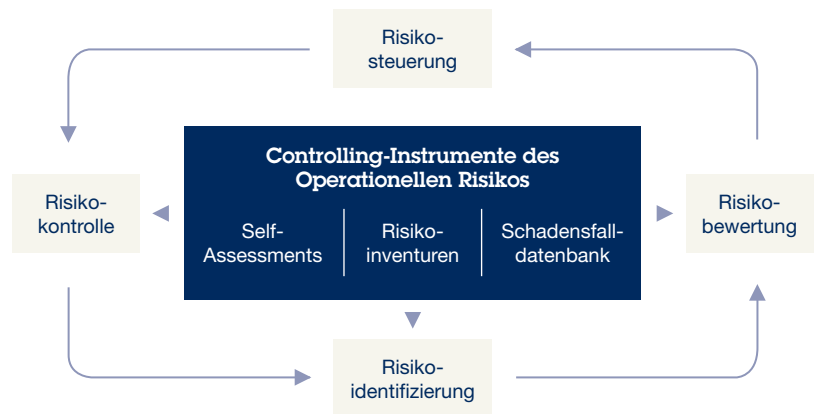 Risiko-
steuerung
Controlling-Instrumente des
Operationellen Risikos
Risiko-
kontrolle
Self-
Assessments
Risiko-
inventuren
Schadensfall-
datenbank
Risiko-
bewertung
Risiko-
identifizierung